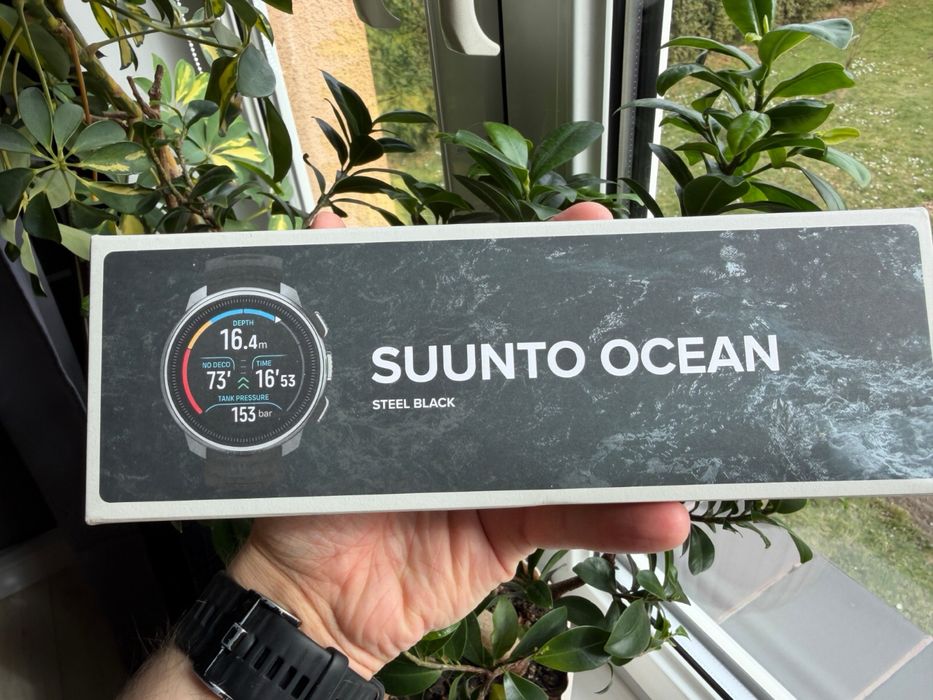 DEPTH
16.4m
NO DECO TIME
73' 16'53
TANK PRESSURE
153 bar
SUUNTO OCEAN
STEEL BLACK